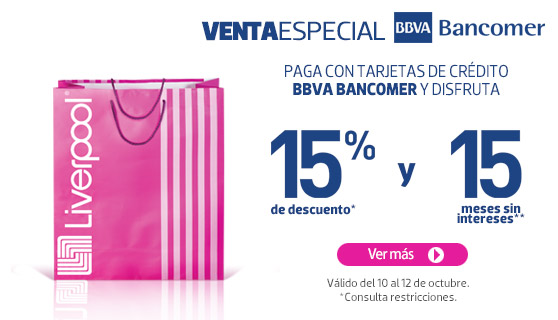 VENTAESPECIAL BBVA Bancomer
PAGA CON TARJETAS DE CRÉDITO
BBVA BANCOMER Y DISFRUTA
15% y 15
de descuento* meses sin
intereses**
Ver más
Válido del 10 al 12 de octubre.
*Consulta restricciones.
Liverpool